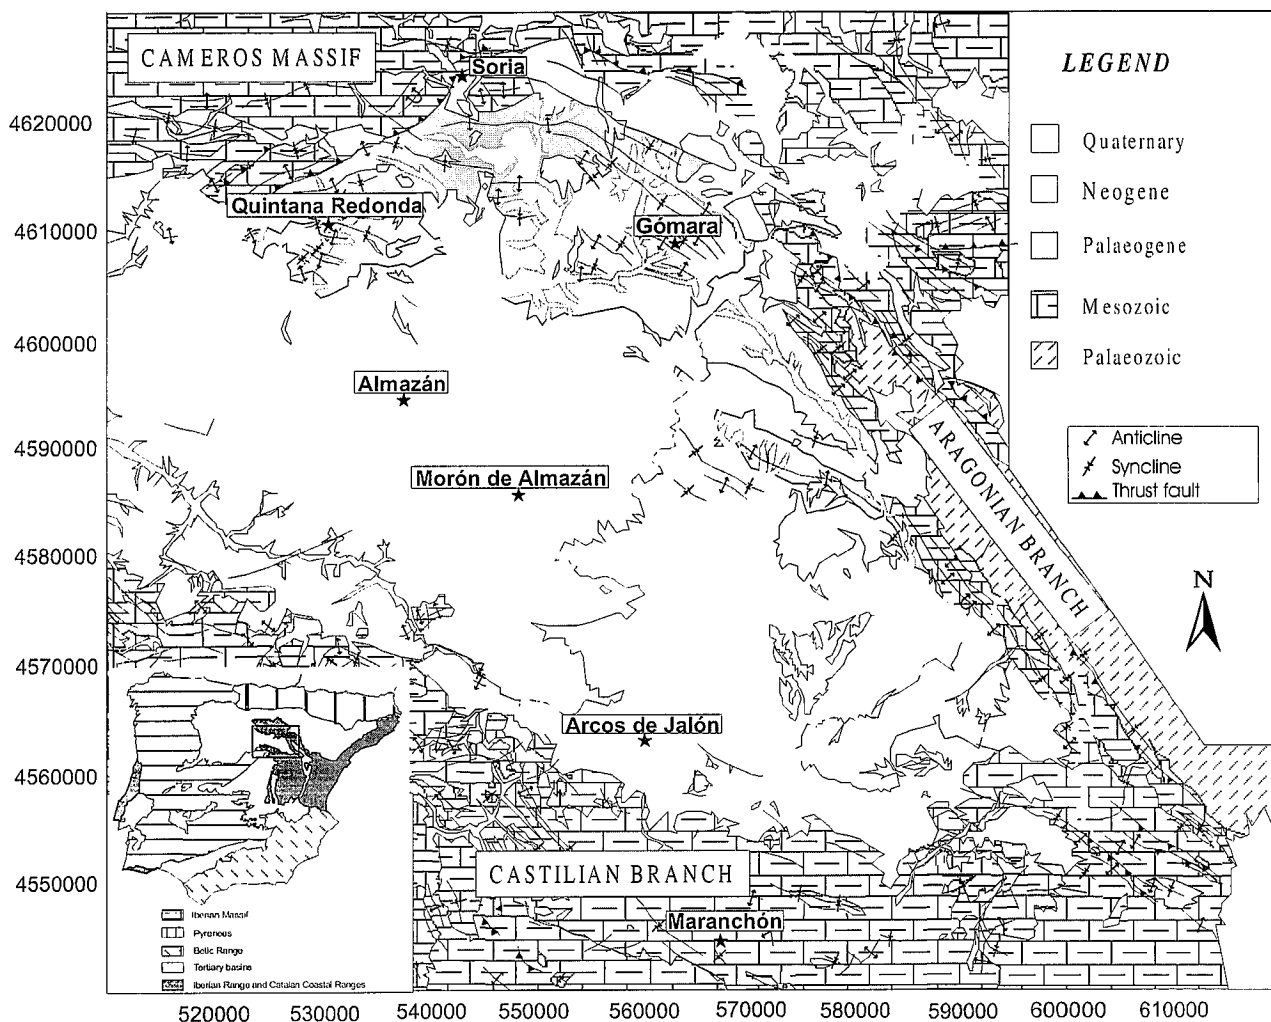 CAMEROS MASSIF
Soria
LEGEND
Quaternary
Neogene
Palaeogene
Mesozoic
Palaeozoic
Anticline
Syncline
Thrust fault
N
4620000
4610000
4600000
4590000
4580000
4570000
4560000
4550000
Quintana Redonda
Gómara
Almazán
Morón de Almazán
ARAGONIAN BRANCH
Arcos de Jalón
CASTILIAN BRANCH
Maranchón
Iberian Massif
Pyrenees
Betic Range
Tertiary basins
Iberian Range and Catalan Coastal Ranges
520000 530000 540000 550000 560000 570000 580000 590000 600000 610000